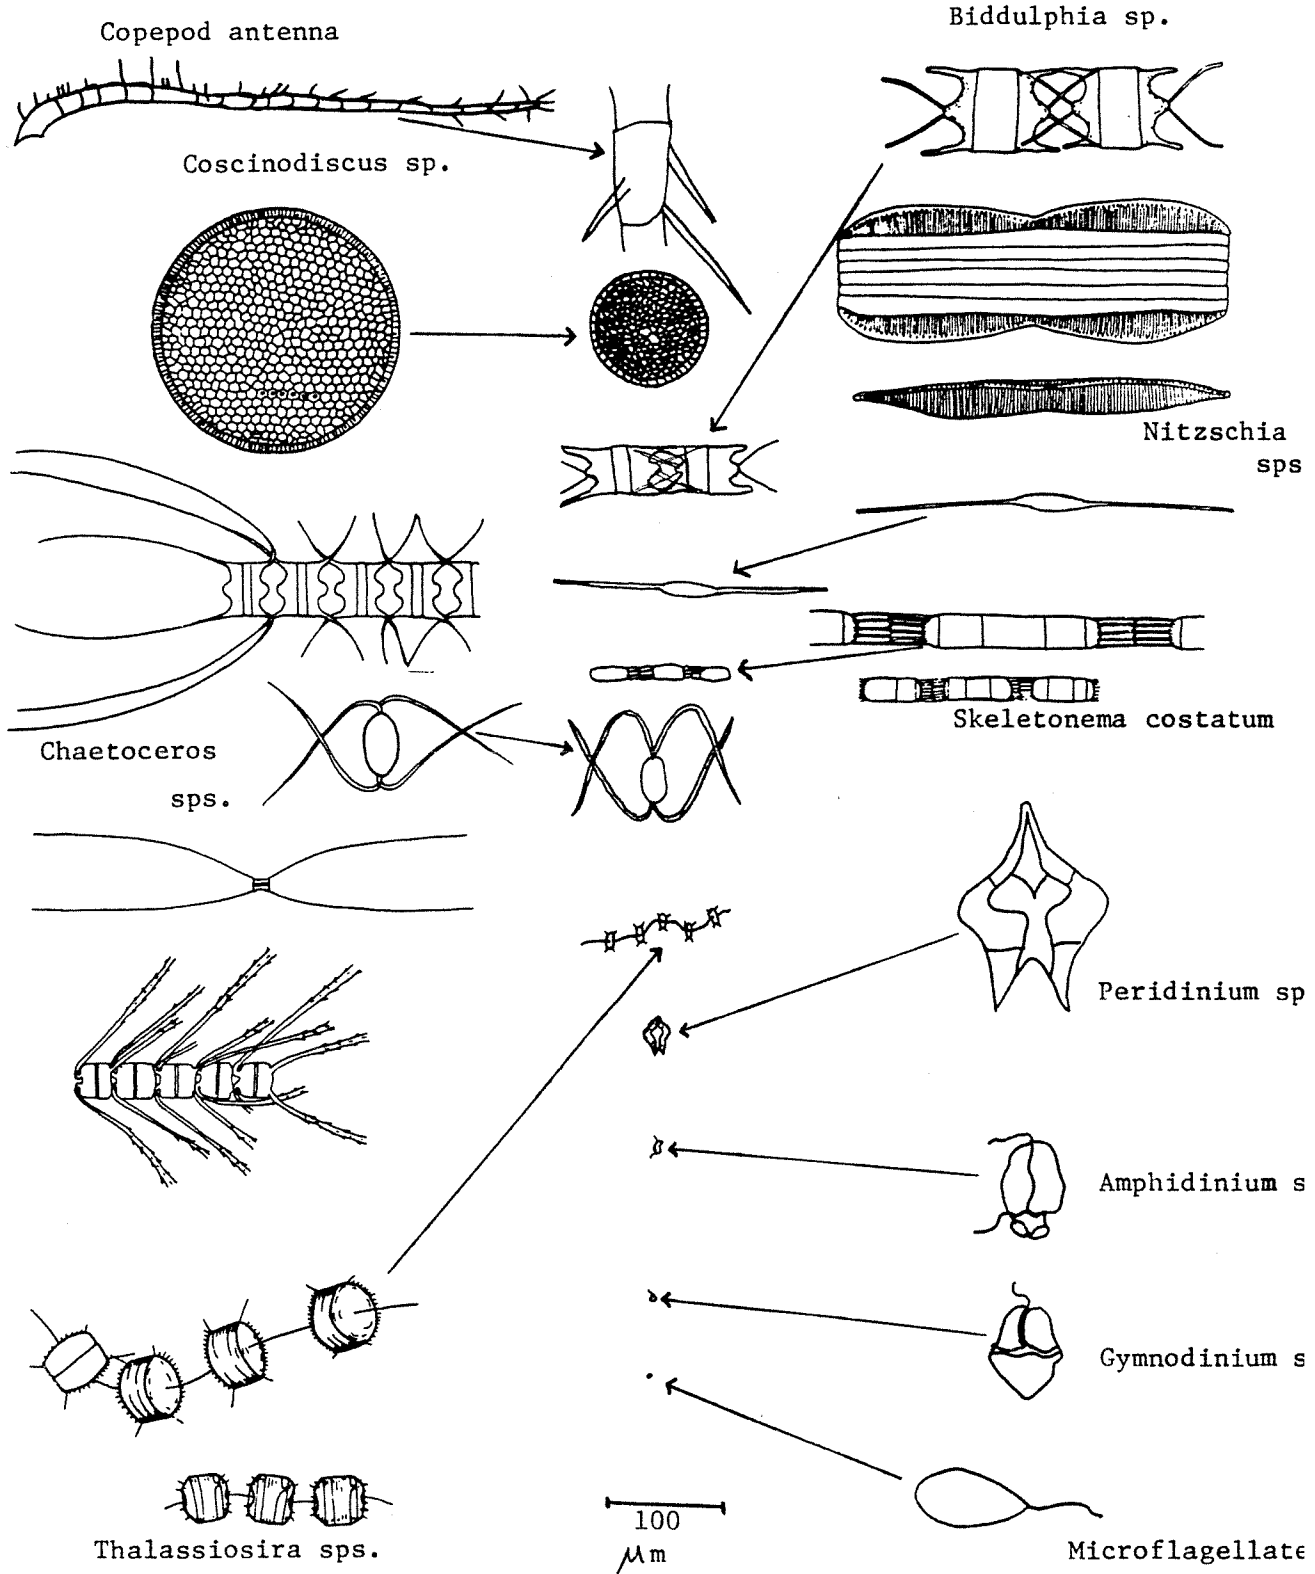 Biddulphia sp.
Copepod antenna
Coscinodiscus sp.
Nitzschia
sps
Skeletonema costatum
Chaetoceros
sps.
Peridinium sp
Amphidinium s
Gymnodinium s
100
μm
Thalassiosira sps.
Microflagellate